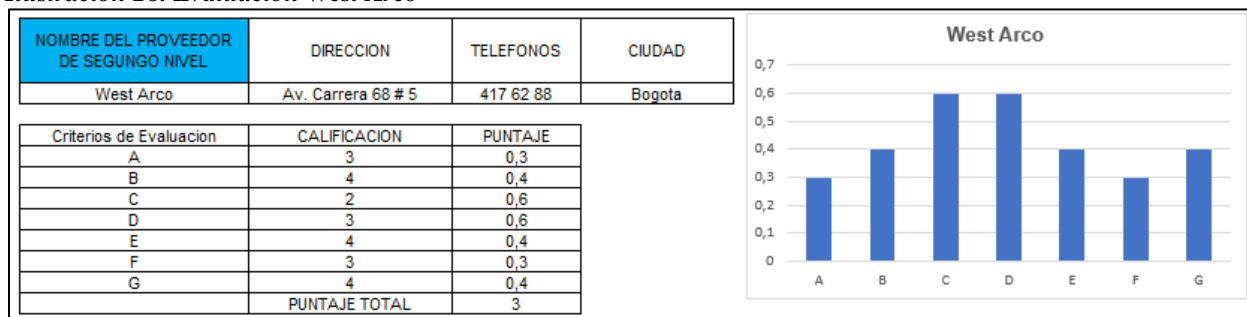 NOMBRE DEL PROVEEDOR DE SEGUNGO NIVEL DIRECCION TELEFONOS CIUDAD
West Arco Av. Carrera 68 # 5 417 62 88 Bogota
Criterios de Evaluacion CALIFICACION PUNTAJE
A 3 0,3
B 4 0,4
C 2 0,6
D 3 0,6
E 4 0,4
F 3 0,3
G 4 0,4
PUNTAJE TOTAL 3
West Arco
0,7
0,6
0,5
0,4
0,3
0,2
0,1
0
A B C D E F G